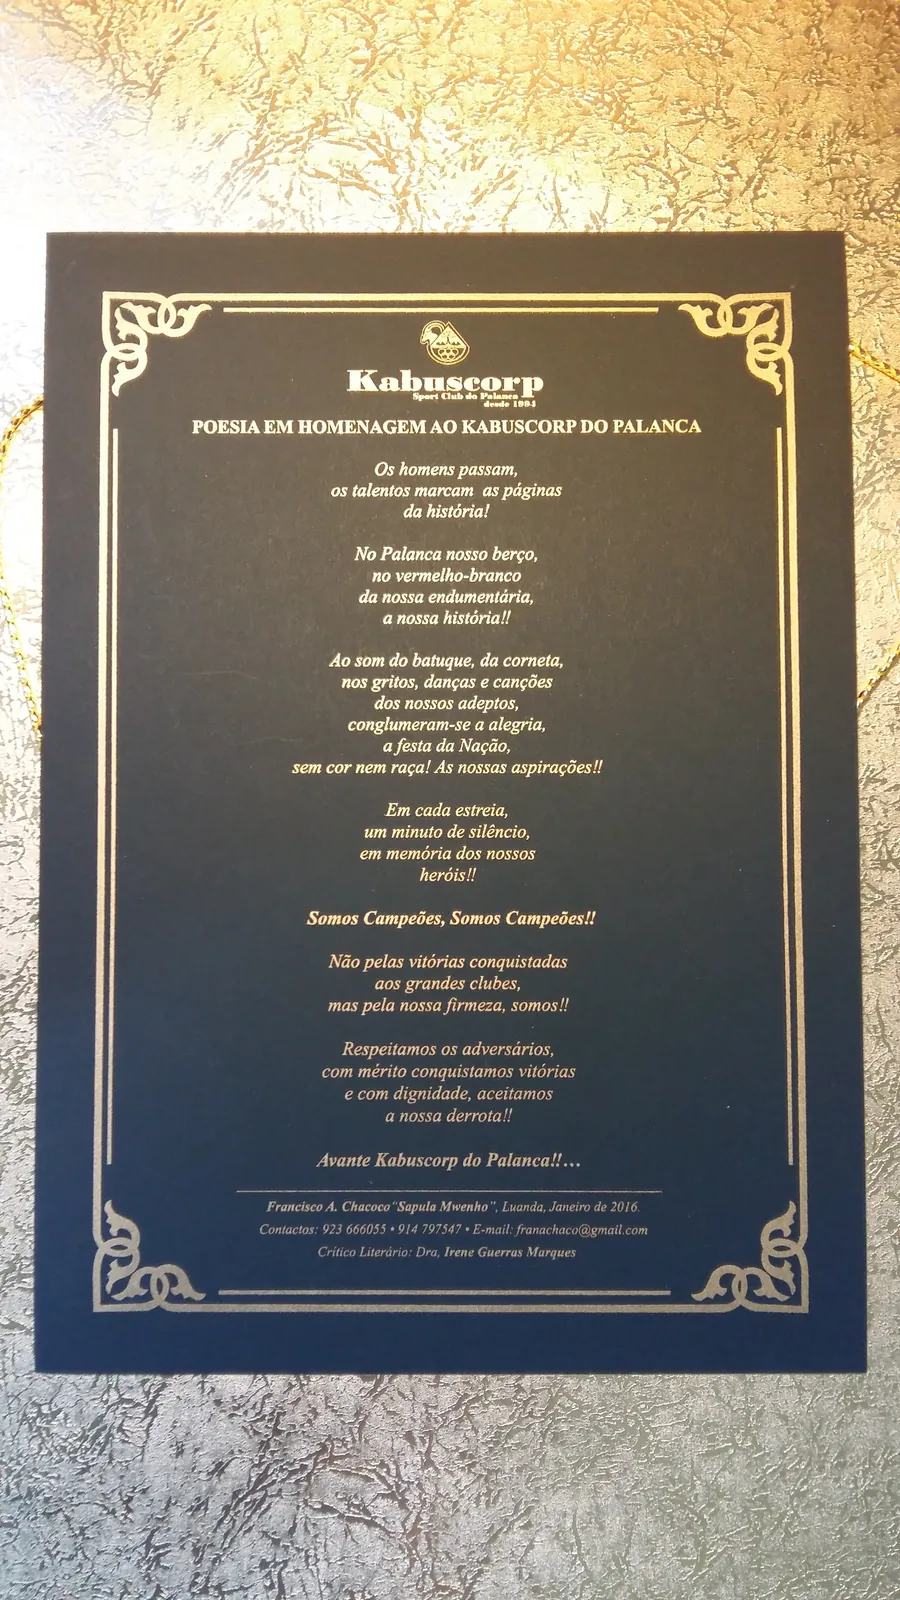 Kabuscorp
Sport Club do Palanca
desde 1994
POESIA EM HOMENAGEM AO KABUSCORP DO PALANCA
Os homens passam,
os talentos marcam as páginas
da história!
No Palanca nosso berço,
no vermelho-branco
da nossa endumentária,
a nossa história!!
Ao som do batuque, da corneta,
nos gritos, danças e canções
dos nossos adeptos,
conglumeram-se a alegria,
a festa da Nação,
sem cor nem raça! As nossas aspirações!!
Em cada estreia,
um minuto de silêncio,
em memória dos nossos
heróis!!
Somos Campeões, Somos Campeões!!
Não pelas vitórias conquistadas
aos grandes clubes,
mas pela nossa firmeza, somos!!
Respeitamos os adversários,
com mérito conquistamos vitórias
e com dignidade, aceitamos
a nossa derrota!!
Avante Kabuscorp do Palanca!!...
Francisco A. Chacoco "Sapula Mwenho", Luanda, Janeiro de 2016.
Contactos: 923 666055 • 914 797547 • E-mail: franachaco@gmail.com
Crítico Literário: Dra, Irene Guerras Marques